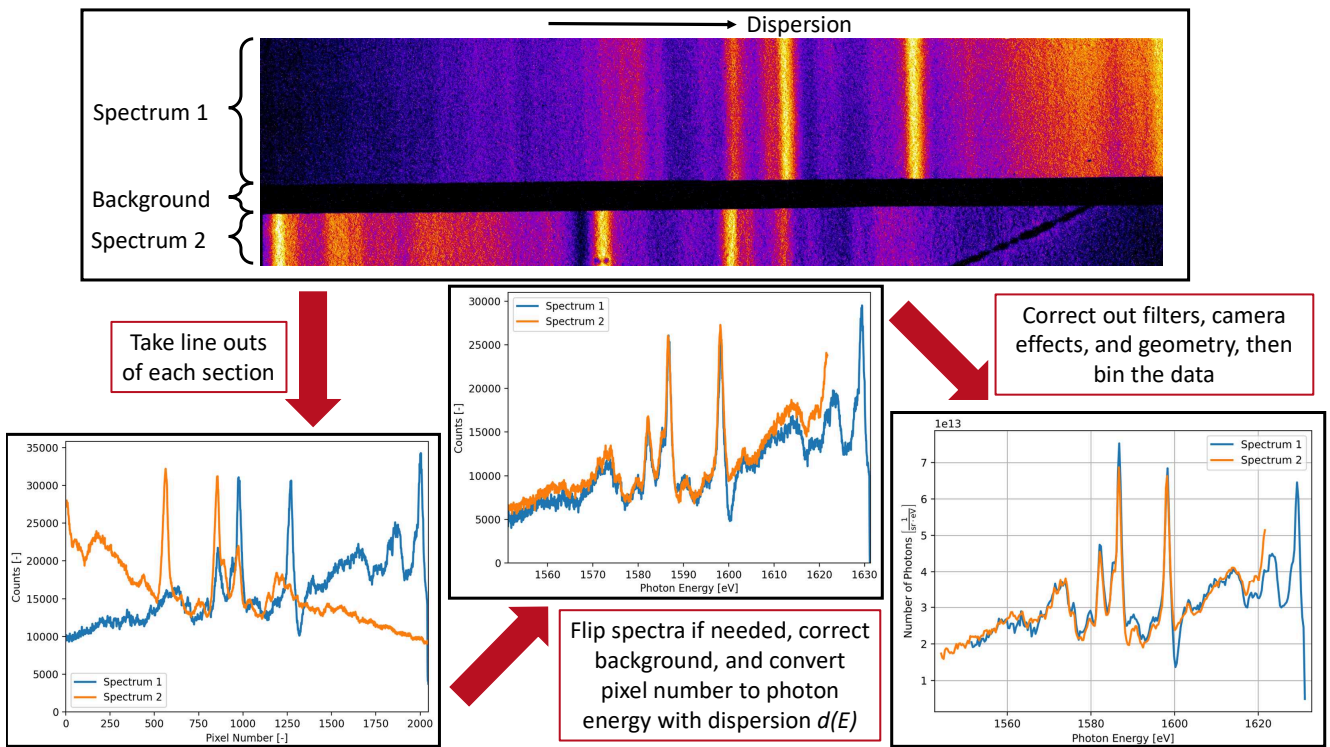 Dispersion
Spectrum 1
Background
Spectrum 2
Take line outs
of each section
30000
25000
20000
15000
10000
5000
0
Counts [-]
Spectrum 1
Spectrum 2
1560
1570
1580
1590
1600
1610
1620
1630
Photon Energy [eV]
Correct out filters, camera
effects, and geometry, then
bin the data
35000
30000
25000
20000
15000
10000
5000
0
Counts [-]
Spectrum 1
Spectrum 2
0
250
500
750
1000
1250
1500
1750
2000
Pixel Number [-]
Flip spectra if needed, correct
background, and convert
pixel number to photon
energy with dispersion d(E)
1e13
7
6
5
4
3
2
1
Number of Photons [1/sr·eV]
Spectrum 1
Spectrum 2
1560
1580
1600
1620
Photon Energy [eV]